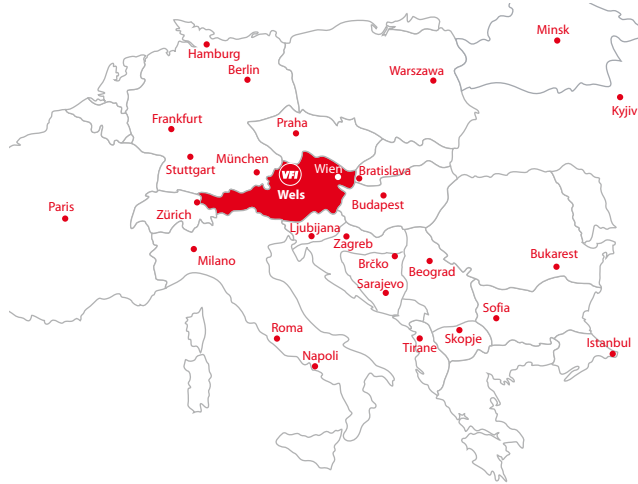 Minsk
Hamburg
Berlin
Warszawa
Kyjiv
Frankfurt
Praha
Stuttgart
München
VFI
Wien
Bratislava
Wels
Budapest
Paris
Zürich
Ljubijana
Zagreb
Milano
Brčko
Beograd
Bukarest
Sarajevo
Sofia
Roma
Tirane
Skopje
Istanbul
Napoli